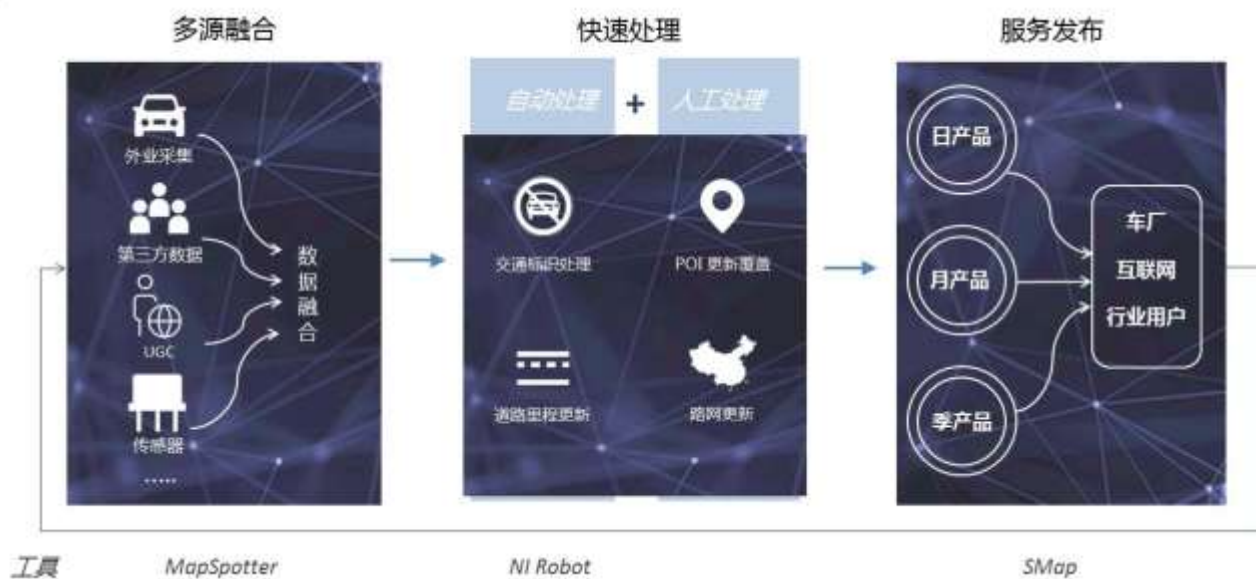 多源融合
快速处理
服务发布
外业采集
第三方数据
UGC
传感器
.....
数据融合
自动处理
+
人工处理
交通标识处理
POI 更新覆盖
道路里程更新
路网更新
日产品
月产品
季产品
车厂
互联网
行业用户
工具
MapSpotter
NI Robot
SMap